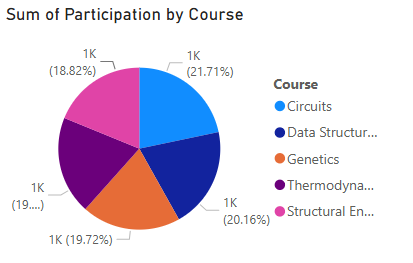 Sum of Participation by Course
1K
(18.82%)
1K
(21.71%)
1K
(19....)
1K
(20.16%)
1K (19.72%)
Course
Circuits
Data Structur...
Genetics
Thermodyna...
Structural En...